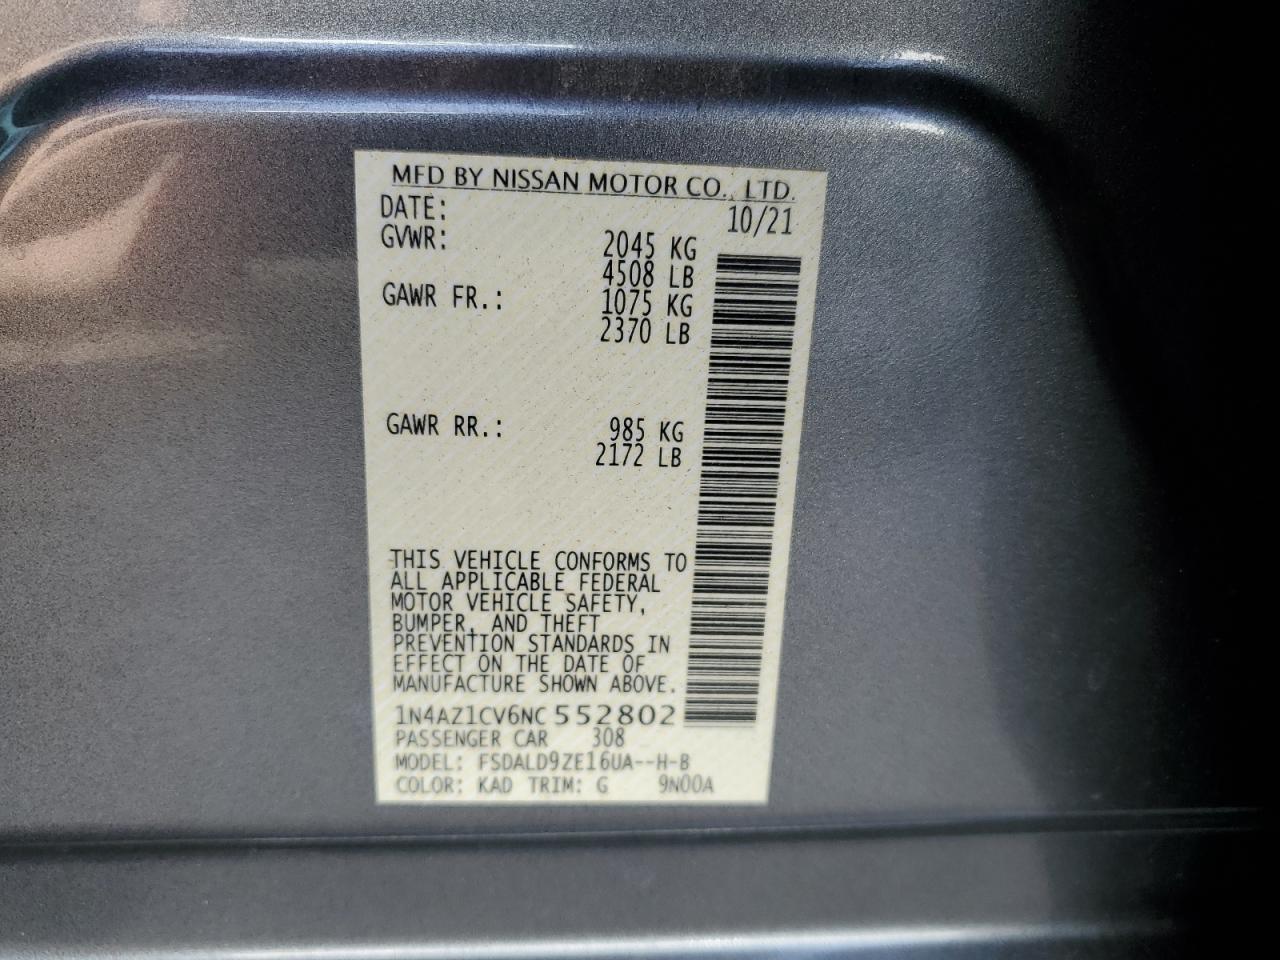 MFD BY NISSAN MOTOR CO., LTD.
DATE: 10/21
GVWR: 2045 KG
4508 LB
GAWR FR.: 1075 KG
2370 LB
GAWR RR.: 985 KG
2172 LB
THIS VEHICLE CONFORMS TO
ALL APPLICABLE FEDERAL
MOTOR VEHICLE SAFETY,
BUMPER, AND THEFT
PREVENTION STANDARDS IN
EFFECT ON THE DATE OF
MANUFACTURE SHOWN ABOVE.
1N4AZ1CV6NC552802
PASSENGER CAR 308
MODEL: FSDALD9ZE16UA--H-B
COLOR: KAD TRIM: G 9N00A